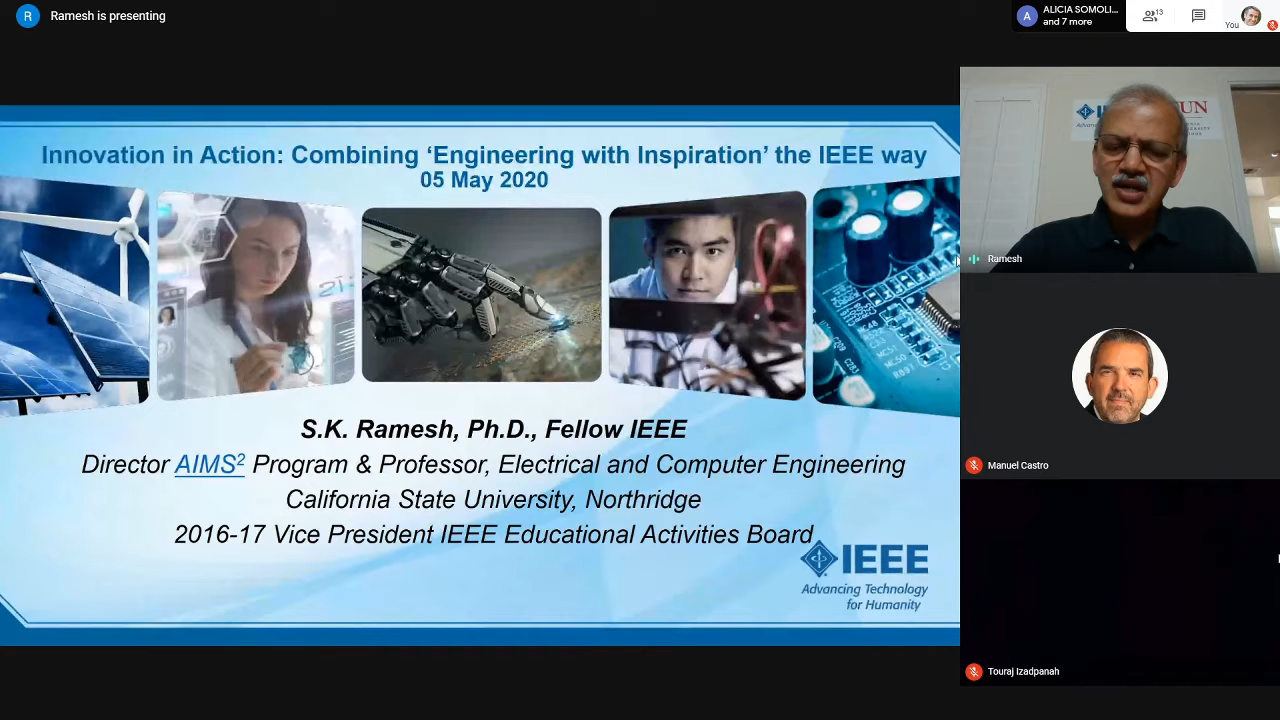 R
Ramesh is presenting
A
ALICIA SOMOLI...
and 7 more
13
You
Innovation in Action: Combining ‘Engineering with Inspiration’ the IEEE way
05 May 2020
S.K. Ramesh, Ph.D., Fellow IEEE
Director AIMS² Program & Professor, Electrical and Computer Engineering
California State University, Northridge
2016-17 Vice President IEEE Educational Activities Board
IEEE
Advancing Technology
for Humanity
Ramesh
Manuel Castro
Touraj Izadpanah